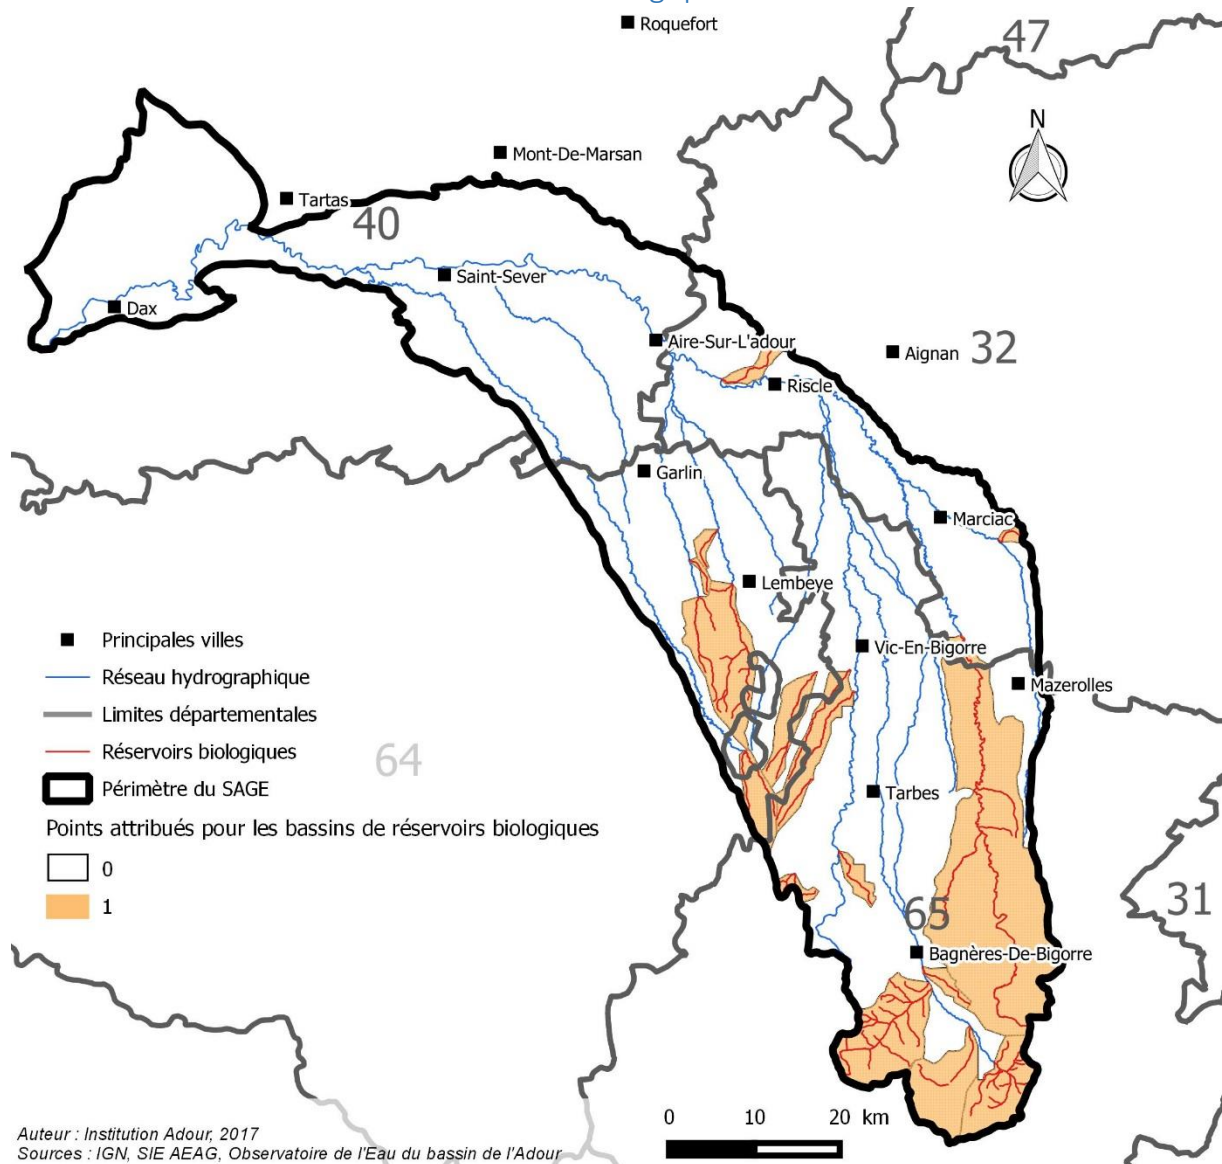 Roquefort
47
N
Mont-De-Marsan
Tartas
40
Saint-Sever
Dax
Aire-Sur-L'adour
Aignan
32
Riscle
Garlin
Marciac
Lembeye
Vic-En-Bigorre
Mazerolles
Principales villes
Réseau hydrographique
Limites départementales
Réservoirs biologiques
Périmètre du SAGE
64
Tarbes
Points attribués pour les bassins de réservoirs biologiques
0
1
65
31
Bagnères-De-Bigorre
0 10 20 km
Auteur : Institution Adour, 2017
Sources : IGN, SIE AEAG, Observatoire de l'Eau du bassin de l'Adour